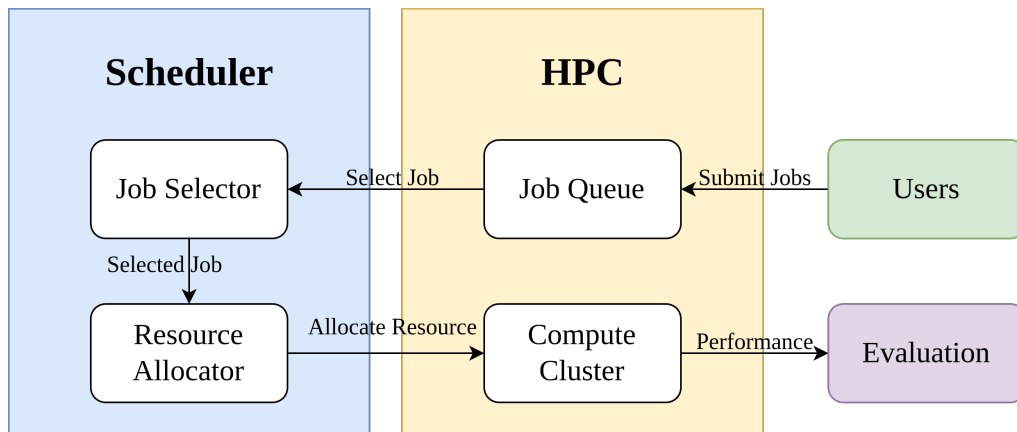 Scheduler
HPC
Job Selector
Select Job
Job Queue
Submit Jobs
Users
Selected Job
Resource
Allocator
Allocate Resource
Compute
Cluster
Performance
Evaluation